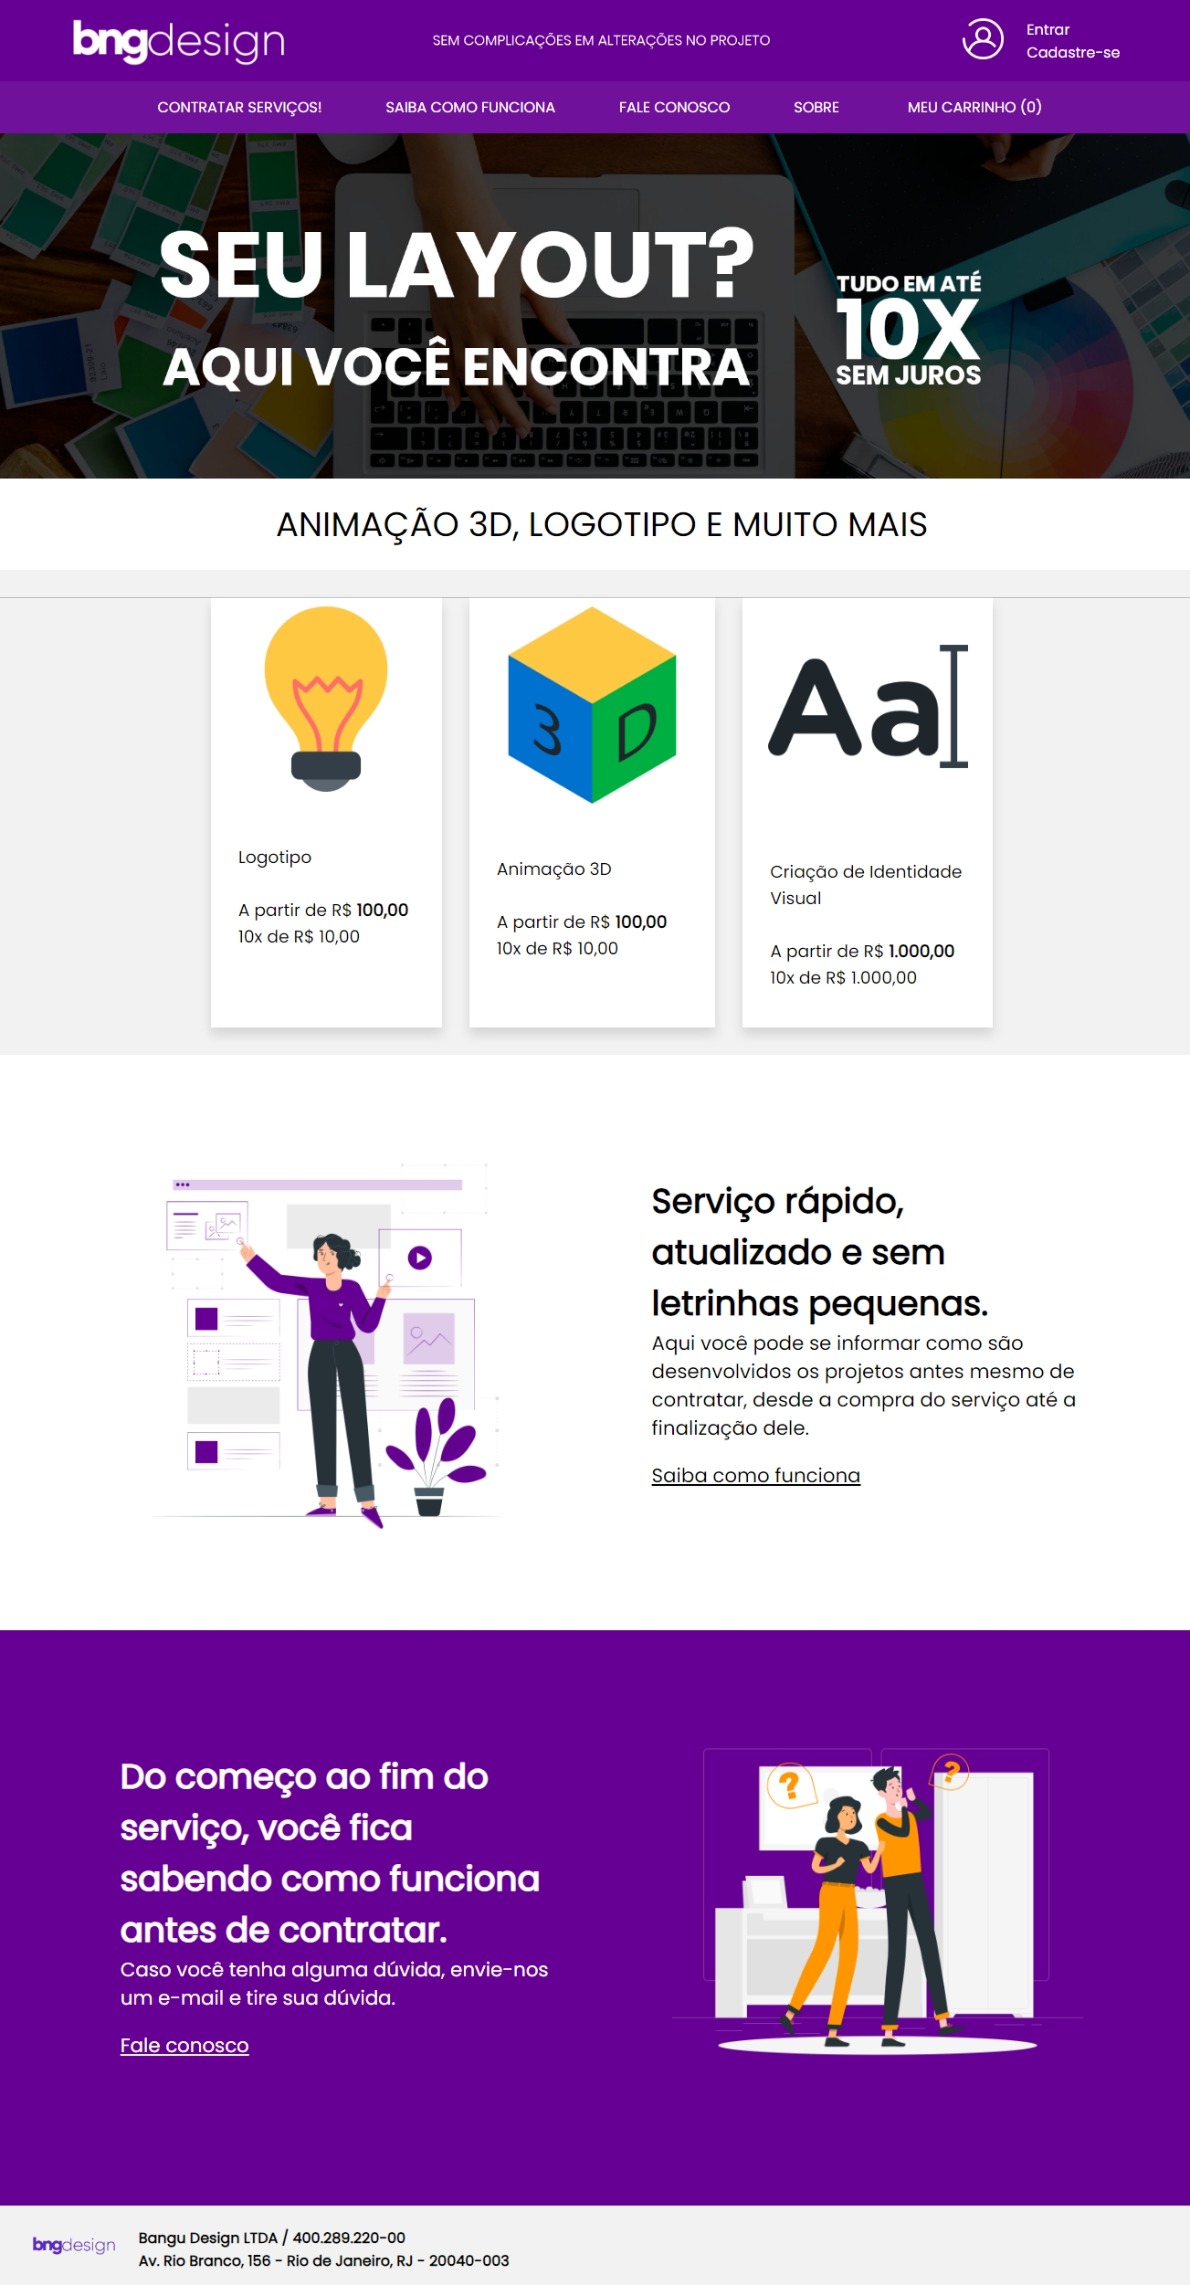 bngdesign
SEM COMPLICAÇÕES EM ALTERAÇÕES NO PROJETO
Entrar
Cadastre-se
CONTRATAR SERVIÇOS!
SAIBA COMO FUNCIONA
FALE CONOSCO
SOBRE
MEU CARRINHO (0)
SEU LAYOUT?
AQUI VOCÊ ENCONTRA
TUDO EM ATÉ
10X
SEM JUROS
ANIMAÇÃO 3D, LOGOTIPO E MUITO MAIS
Logotipo
A partir de R$ 100,00
10x de R$ 10,00
3 D
Animação 3D
A partir de R$ 100,00
10x de R$ 10,00
Aa
Criação de Identidade
Visual
A partir de R$ 1.000,00
10x de R$ 1.000,00
Serviço rápido,
atualizado e sem
letrinhas pequenas.
Aqui você pode se informar como são
desenvolvidos os projetos antes mesmo de
contratar, desde a compra do serviço até a
finalização dele.
Saiba como funciona
Do começo ao fim do
serviço, você fica
sabendo como funciona
antes de contratar.
Caso você tenha alguma dúvida, envie-nos
um e-mail e tire sua dúvida.
Fale conosco
? ?
bngdesign
Bangu Design LTDA / 400.289.220-00
Av. Rio Branco, 156 - Rio de Janeiro, RJ - 20040-003